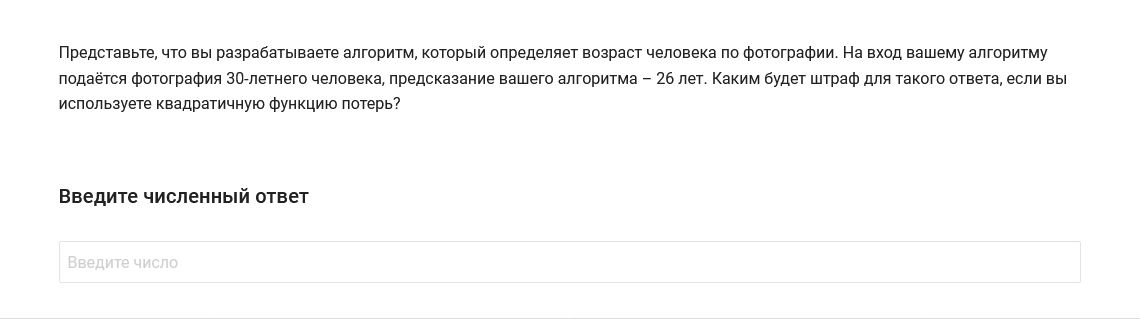 Представьте, что вы разрабатываете алгоритм, который определяет возраст человека по фотографии. На вход вашему алгоритму
подаётся фотография 30-летнего человека, предсказание вашего алгоритма – 26 лет. Каким будет штраф для такого ответа, если вы
используете квадратичную функцию потерь?
Введите численный ответ
Введите число